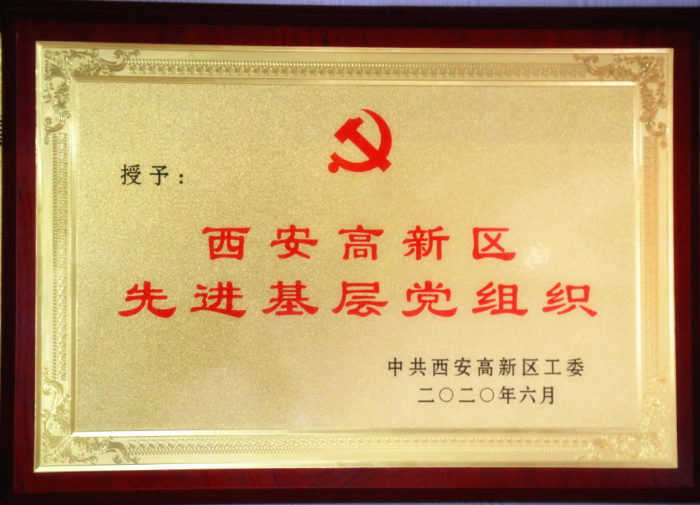 授予：
西安高新区
先进基层党组织
中共西安高新区工委
二〇二〇年六月